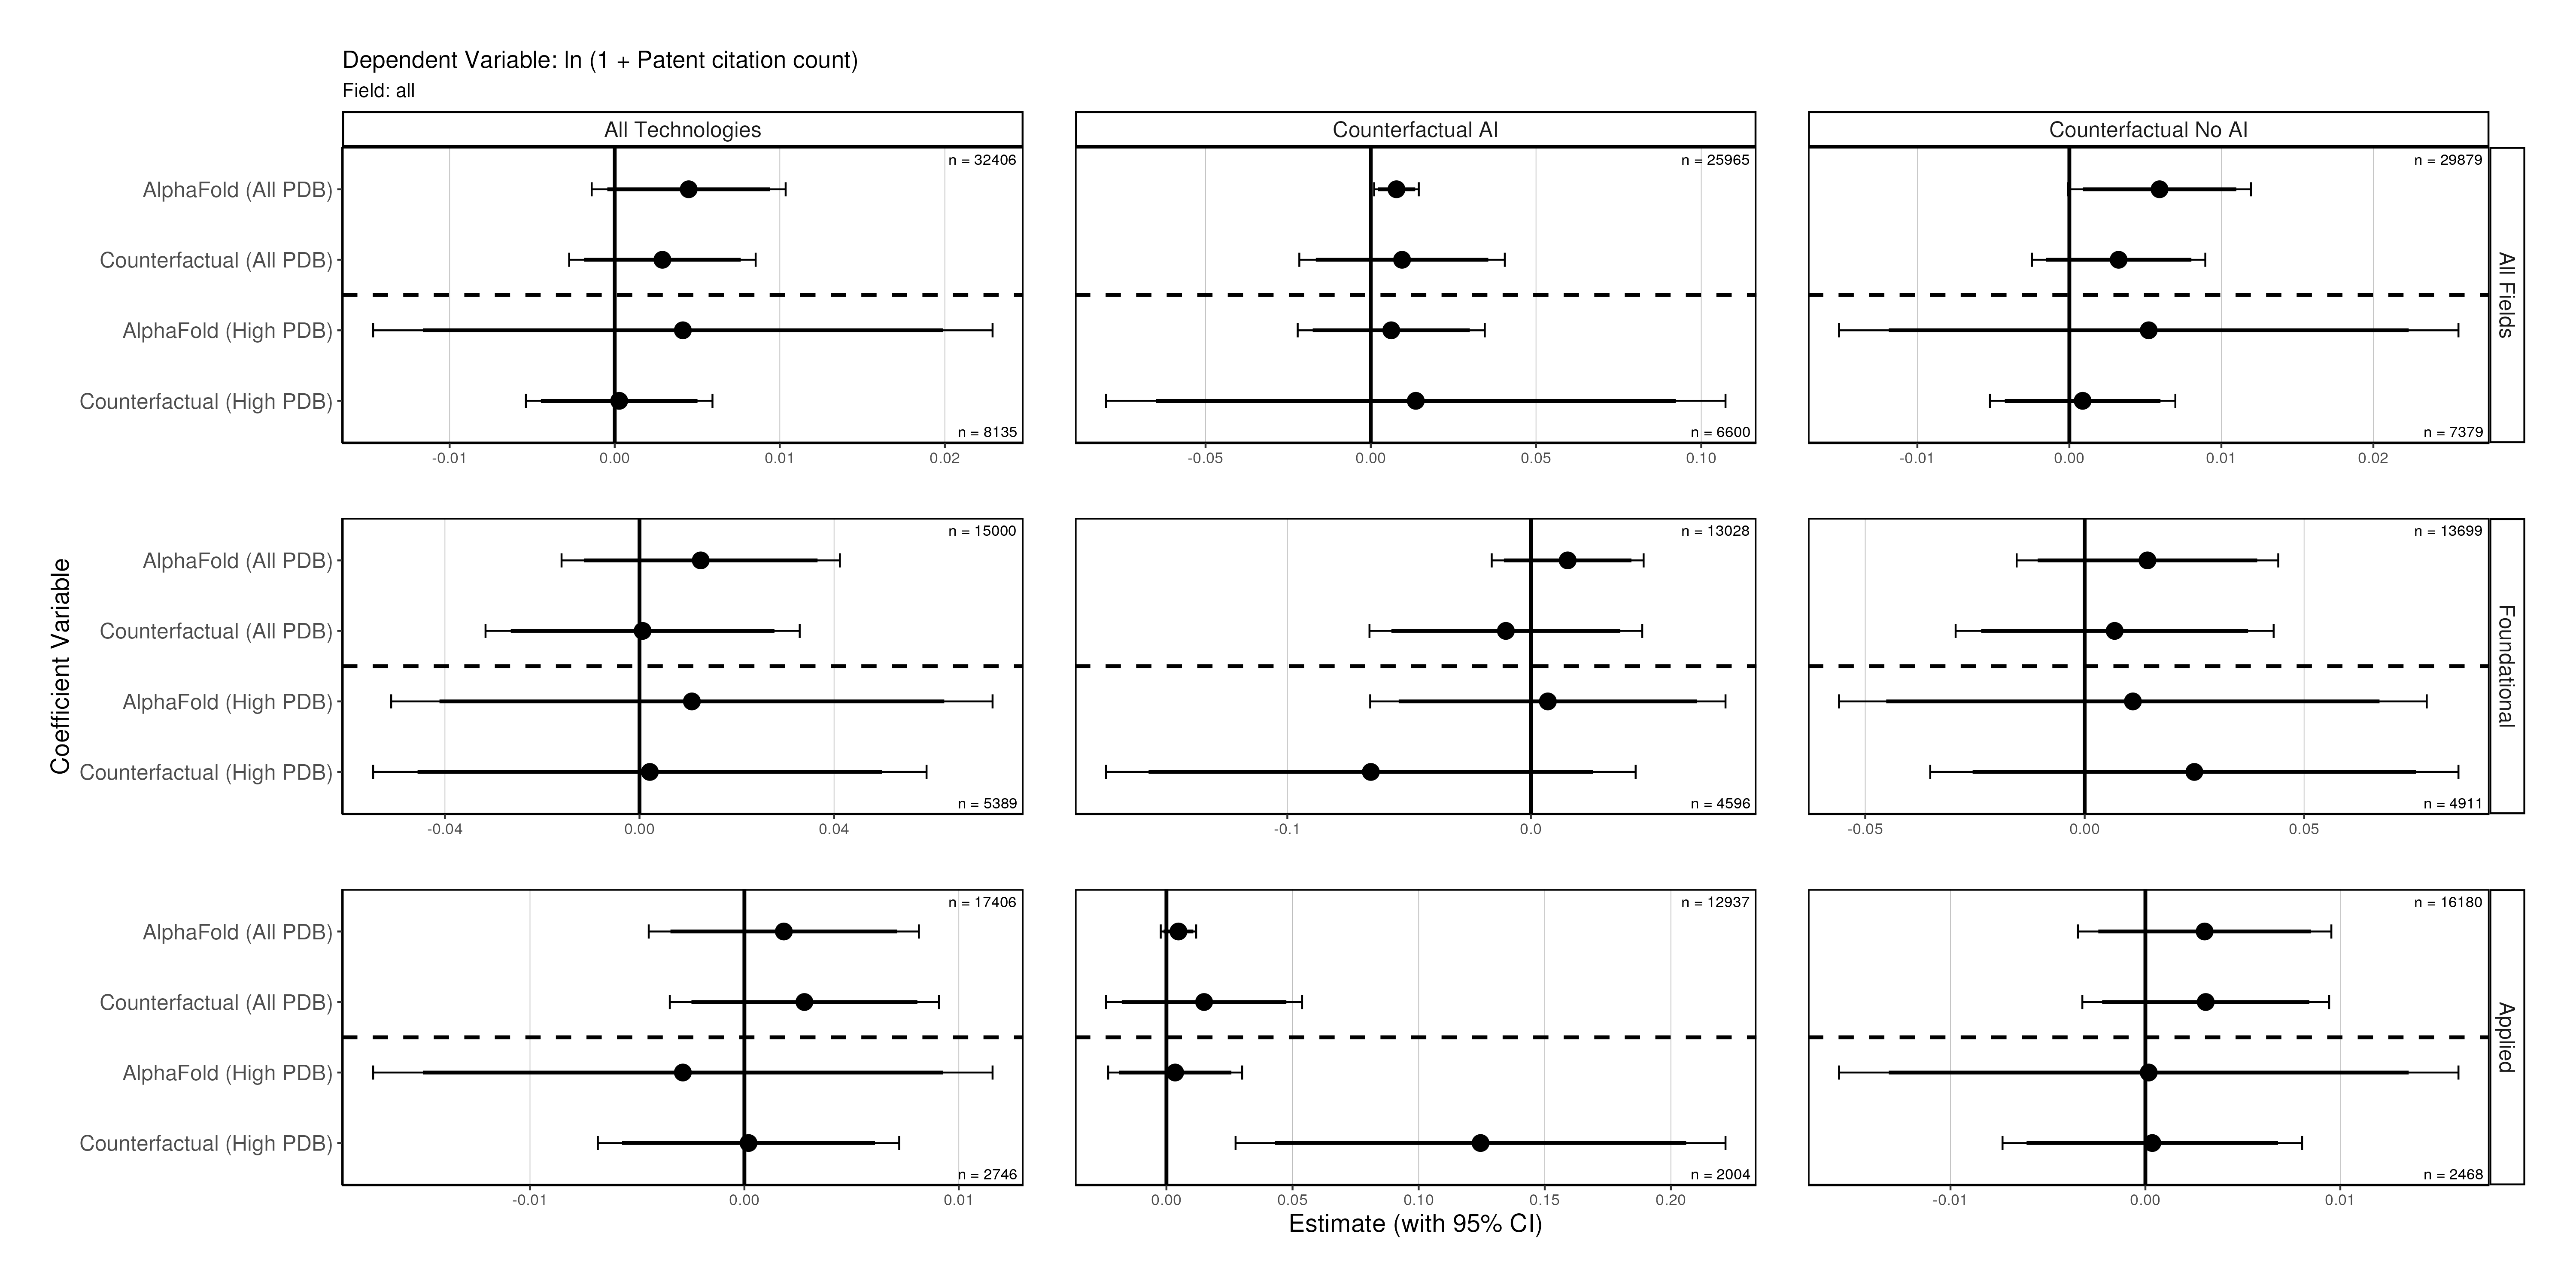 Dependent Variable: ln (1 + Patent citation count)
Field: all
All Technologies
Counterfactual AI
Counterfactual No AI
AlphaFold (All PDB)
Counterfactual (All PDB)
AlphaFold (High PDB)
Counterfactual (High PDB)
n = 32406
n = 8135
-0.01
0.00
0.01
0.02
n = 25965
n = 6600
-0.05
0.00
0.05
0.10
n = 29879
n = 7379
-0.01
0.00
0.01
0.02
All Fields
Coefficient Variable
AlphaFold (All PDB)
Counterfactual (All PDB)
AlphaFold (High PDB)
Counterfactual (High PDB)
n = 15000
n = 5389
-0.04
0.00
0.04
n = 13028
n = 4596
-0.1
0.0
n = 13699
n = 4911
-0.05
0.00
0.05
Foundational
AlphaFold (All PDB)
Counterfactual (All PDB)
AlphaFold (High PDB)
Counterfactual (High PDB)
n = 17406
n = 2746
-0.01
0.00
0.01
n = 12937
n = 2004
0.00
0.05
0.10
0.15
0.20
n = 16180
n = 2468
-0.01
0.00
0.01
Applied
Estimate (with 95% CI)